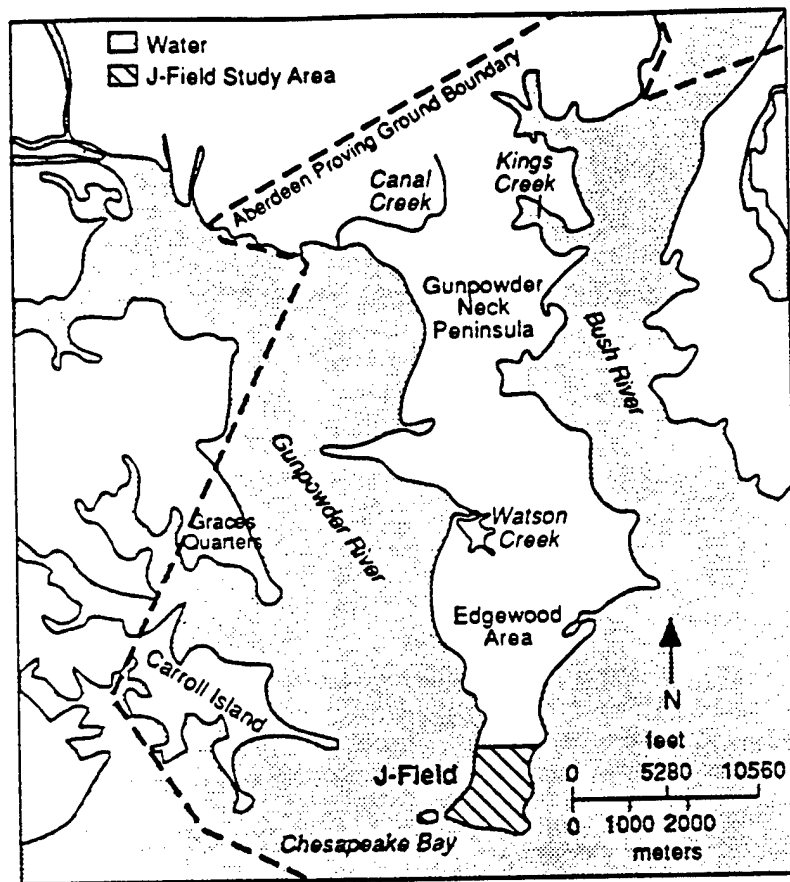 Water
J-Field Study Area
Aberdeen Proving Ground Boundary
Canal
Creek
Kings
Creek
Gunpowder
Neck
Peninsula
Bush River
Gunpowder River
Graces
Quarters
Watson
Creek
Edgewood
Area
Carroll Island
N
feet
J-Field
0 5280 10560
0 1000 2000
meters
Chesapeake Bay